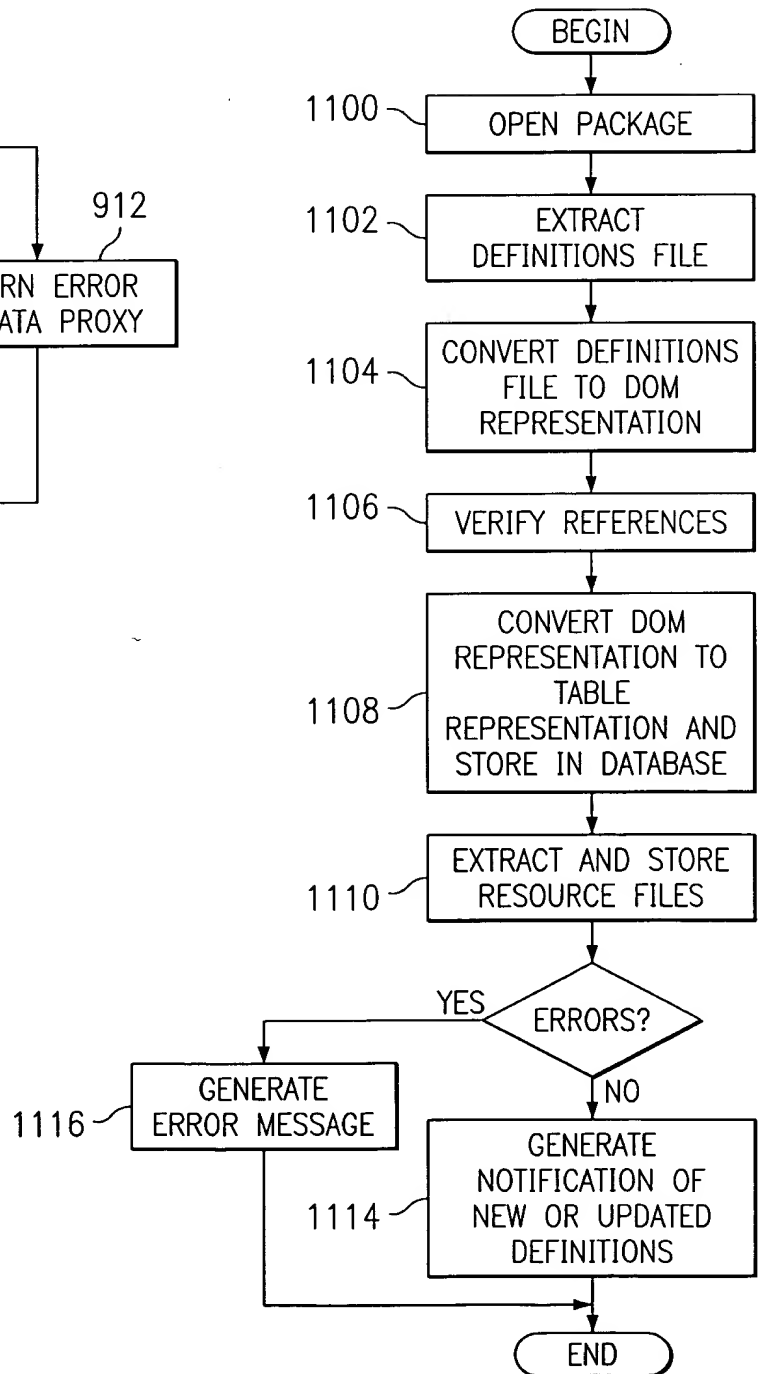 BEGIN
1100
OPEN PACKAGE
1102
EXTRACT
DEFINITIONS FILE
912
RN ERROR
ATA PROXY
1104
CONVERT DEFINITIONS
FILE TO DOM
REPRESENTATION
1106
VERIFY REFERENCES
1108
CONVERT DOM
REPRESENTATION TO
TABLE
REPRESENTATION AND
STORE IN DATABASE
1110
EXTRACT AND STORE
RESOURCE FILES
YES
ERRORS?
NO
1116
GENERATE
ERROR MESSAGE
1114
GENERATE
NOTIFICATION OF
NEW OR UPDATED
DEFINITIONS
END